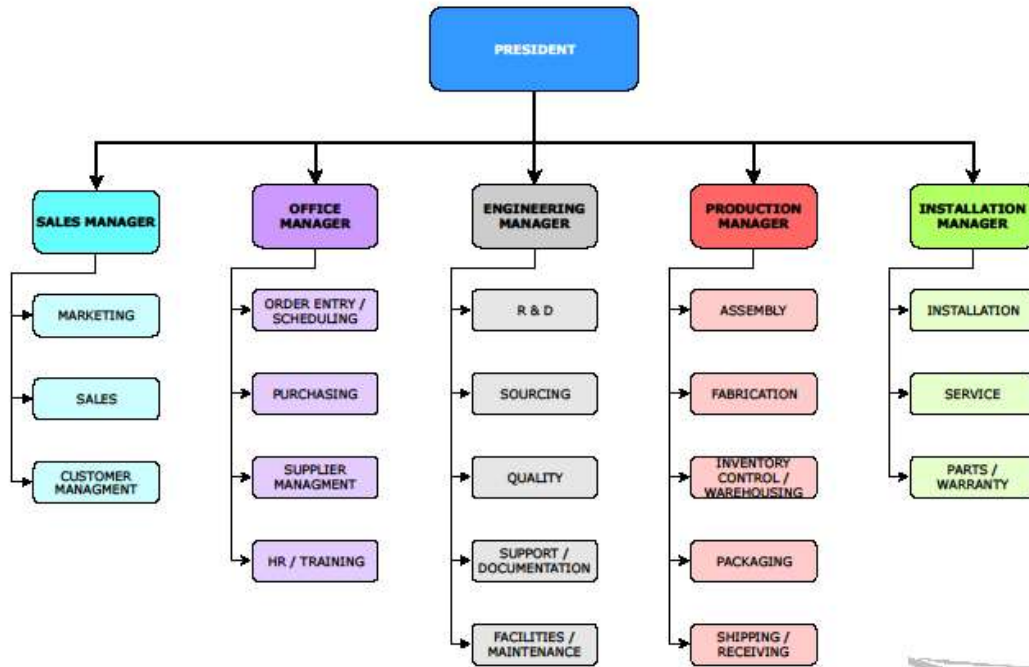 PRESIDENT
SALES MANAGER
OFFICE
MANAGER
ENGINEERING
MANAGER
PRODUCTION
MANAGER
INSTALLATION
MANAGER
MARKETING
SALES
CUSTOMER
MANAGMENT
ORDER ENTRY /
SCHEDULING
PURCHASING
SUPPLIER
MANAGMENT
HR / TRAINING
R & D
SOURCING
QUALITY
SUPPORT /
DOCUMENTATION
FACILITIES /
MAINTENANCE
ASSEMBLY
FABRICATION
INVENTORY
CONTROL /
WAREHOUSING
PACKAGING
SHIPPING /
RECEIVING
INSTALLATION
SERVICE
PARTS /
WARRANTY